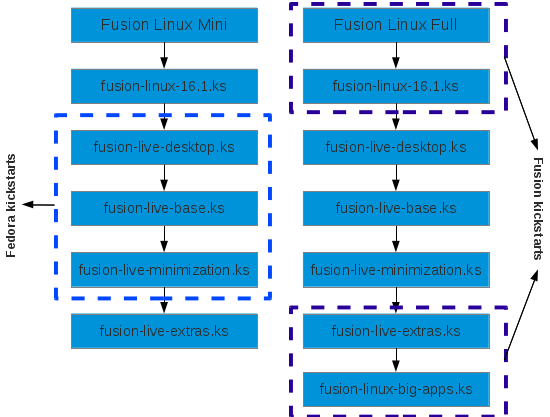 Fusion Linux Mini
fusion-linux-16.1.ks
fusion-live-desktop.ks
fusion-live-base.ks
fusion-live-minimization.ks
fusion-live-extras.ks
Fedora kickstarts
Fusion Linux Full
fusion-linux-16.1.ks
fusion-live-desktop.ks
fusion-live-base.ks
fusion-live-minimization.ks
fusion-live-extras.ks
fusion-linux-big-apps.ks
Fusion kickstarts